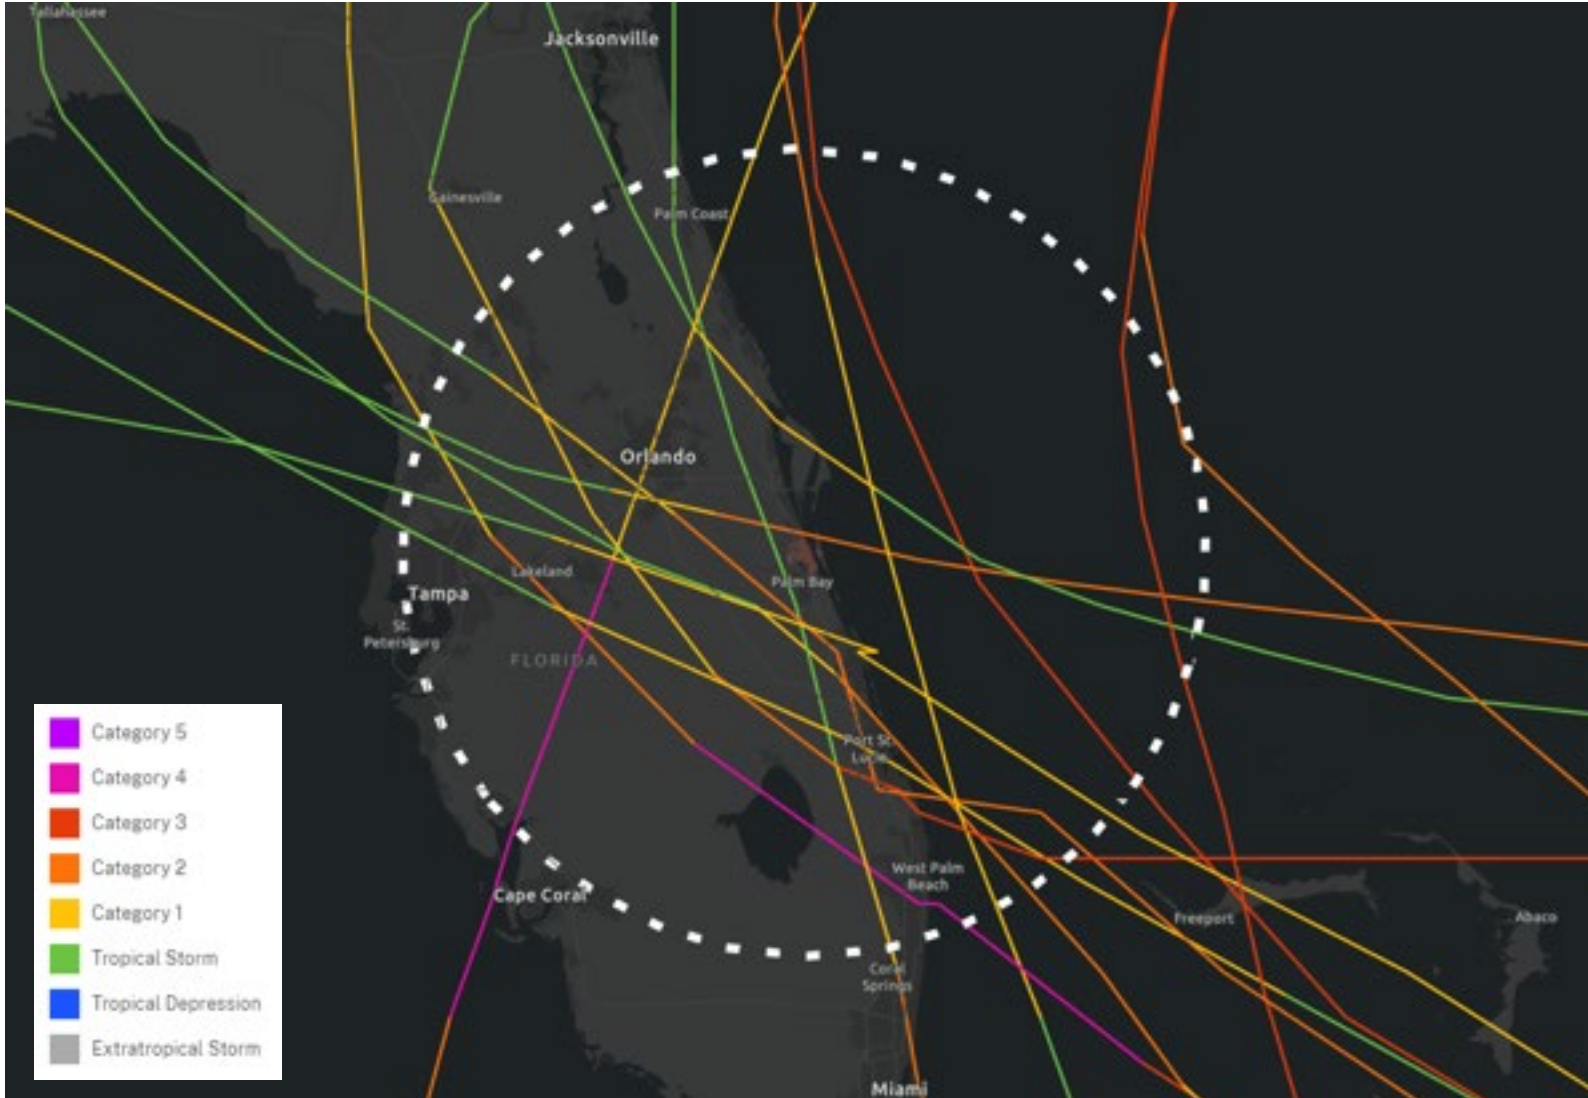 Tallahassee
Jacksonville
Gainesville
Palm Coast
Orlando
Lakeland
Palm Bay
Tampa
St.
Petersburg
FLORIDA
Port St.
Lucie
West Palm
Beach
Cape Coral
Freeport
Abaco
Coral
Springs
Miami
Category 5
Category 4
Category 3
Category 2
Category 1
Tropical Storm
Tropical Depression
Extratropical Storm